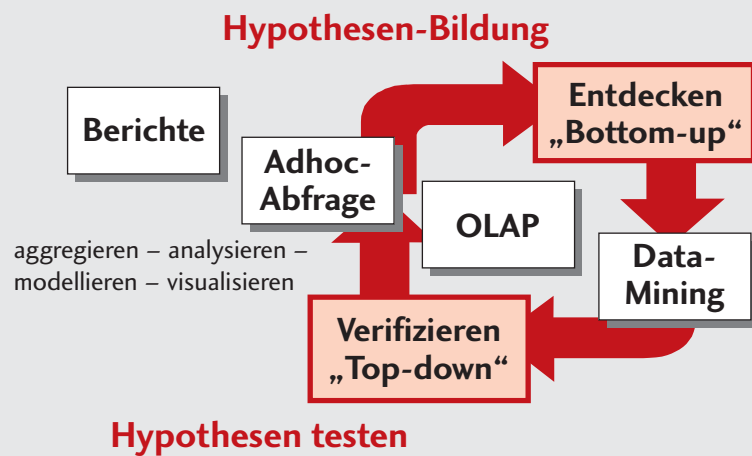 Hypothesen-Bildung
Berichte
Adhoc-
Abfrage
Entdecken
„Bottom-up“
OLAP
aggregieren – analysieren –
modellieren – visualisieren
Data-
Mining
Verifizieren
„Top-down“
Hypothesen testen